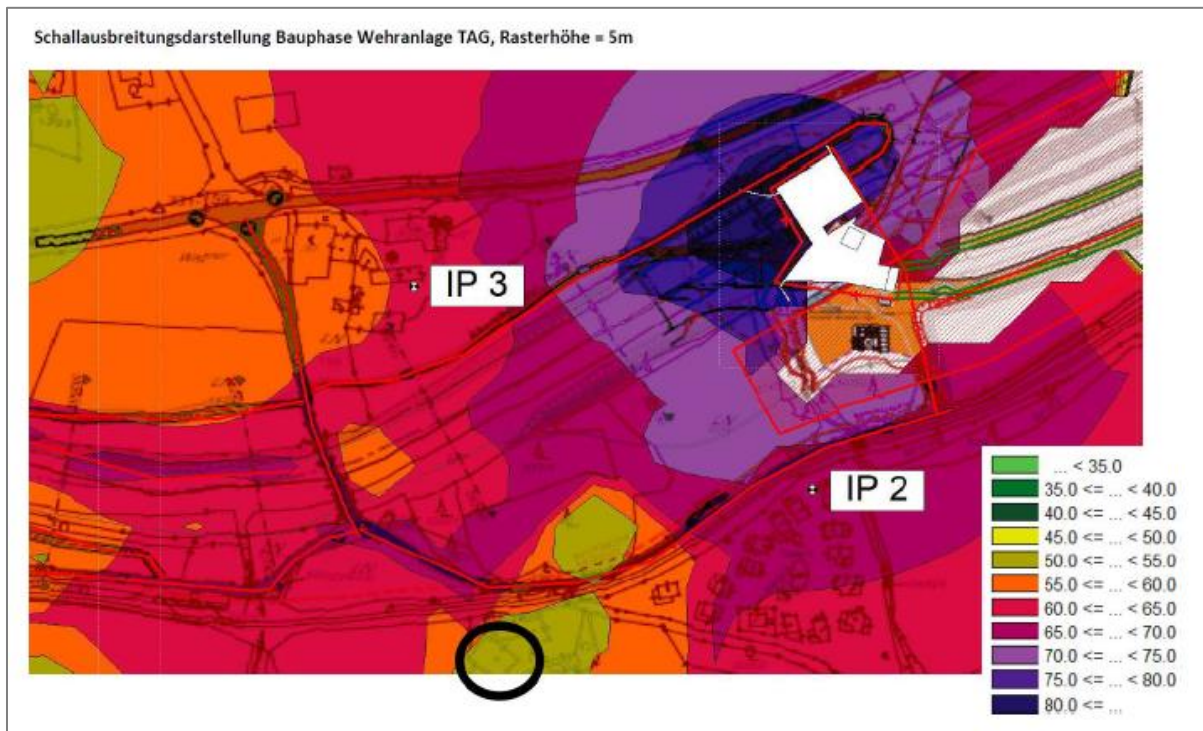 Schallausbreitungsdarstellung Bauphase Wehranlage TAG, Rasterhöhe = 5m
IP 3
IP 2
... < 35.0
35.0 <= ... < 40.0
40.0 <= ... < 45.0
45.0 <= ... < 50.0
50.0 <= ... < 55.0
55.0 <= ... < 60.0
60.0 <= ... < 65.0
65.0 <= ... < 70.0
70.0 <= ... < 75.0
75.0 <= ... < 80.0
80.0 <= ...